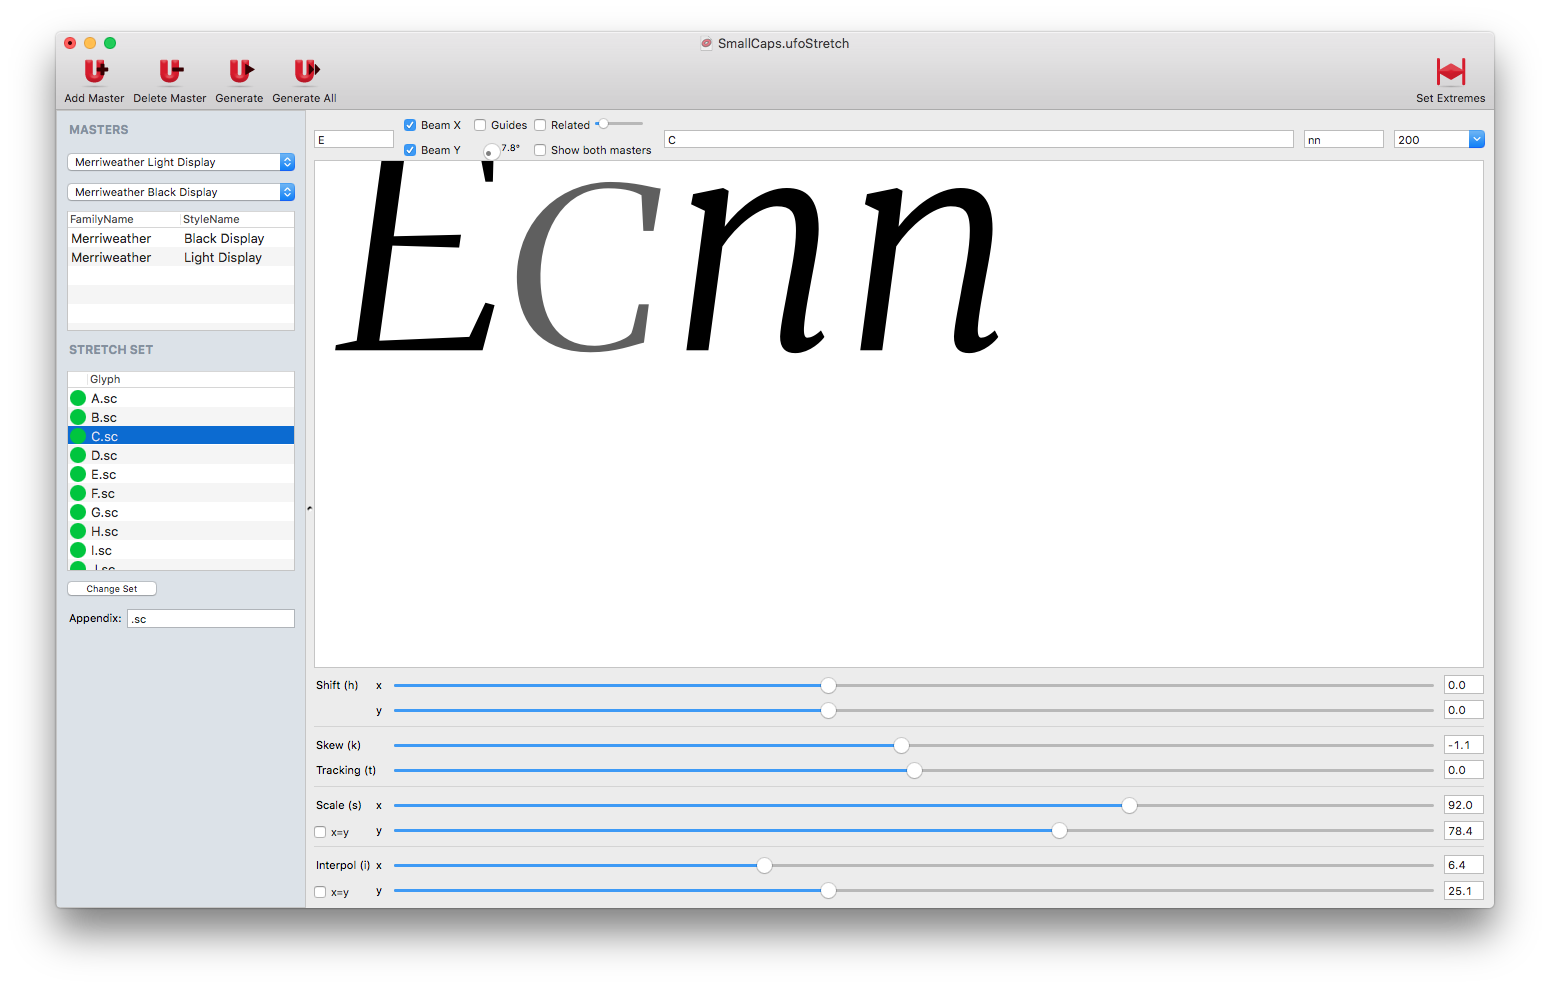 SmallCaps.ufoStretch
Add Master Delete Master Generate Generate All Set Extremes
MASTERS
Merriweather Light Display
Merriweather Black Display
FamilyName StyleName
Merriweather Black Display
Merriweather Light Display
STRETCH SET
Glyph
A.sc
B.sc
C.sc
D.sc
E.sc
F.sc
G.sc
H.sc
I.sc
J.sc
Change Set
Appendix: .sc
E
Beam X Guides Related
Beam Y 7.8° Show both masters
C
nn
200
Ecnn
Shift (h) x 0.0
y 0.0
Skew (k) -1.1
Tracking (t) 0.0
Scale (s) x 92.0
x=y y 78.4
Interpol (i) x 6.4
x=y y 25.1